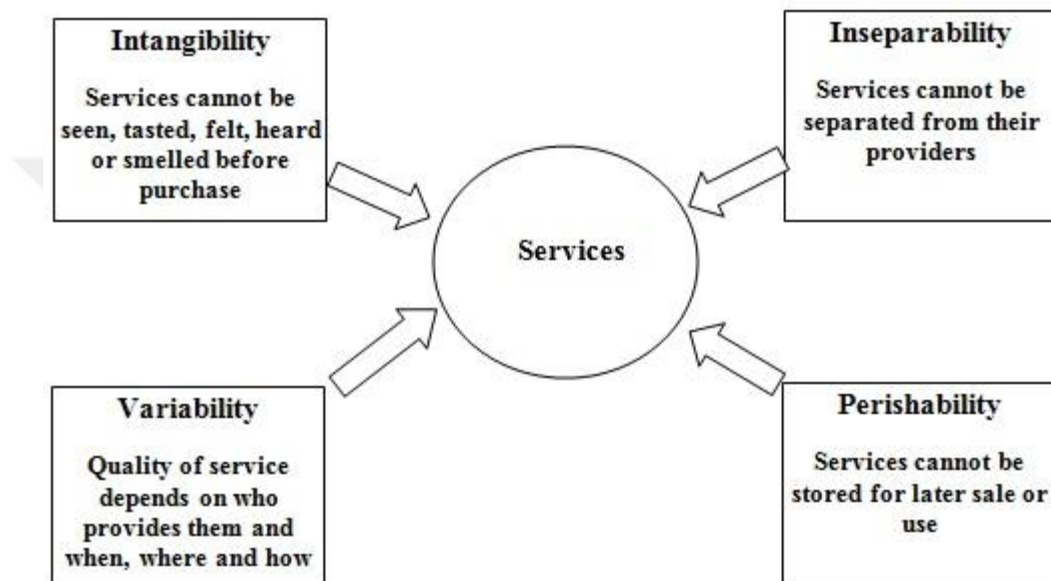 Intangibility
Services cannot be
seen, tasted, felt, heard
or smelled before
purchase
Inseparability
Services cannot be
separated from their
providers
Services
Variability
Quality of service
depends on who
provides them and
when, where and how
Perishability
Services cannot be
stored for later sale or
use